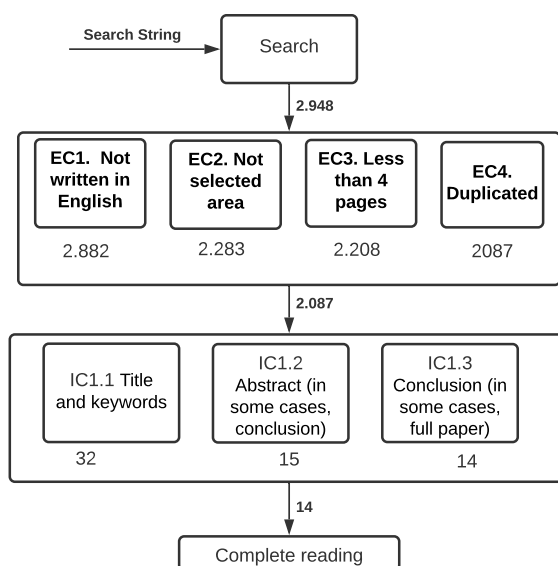 Search String
Search
2.948
EC1. Not
written in
English
EC2. Not
selected
area
EC3. Less
than 4
pages
EC4.
Duplicated
2.882
2.283
2.208
2087
2.087
IC1.1 Title
and keywords
IC1.2
Abstract (in
some cases,
conclusion)
IC1.3
Conclusion (in
some cases,
full paper)
32
15
14
14
Complete reading